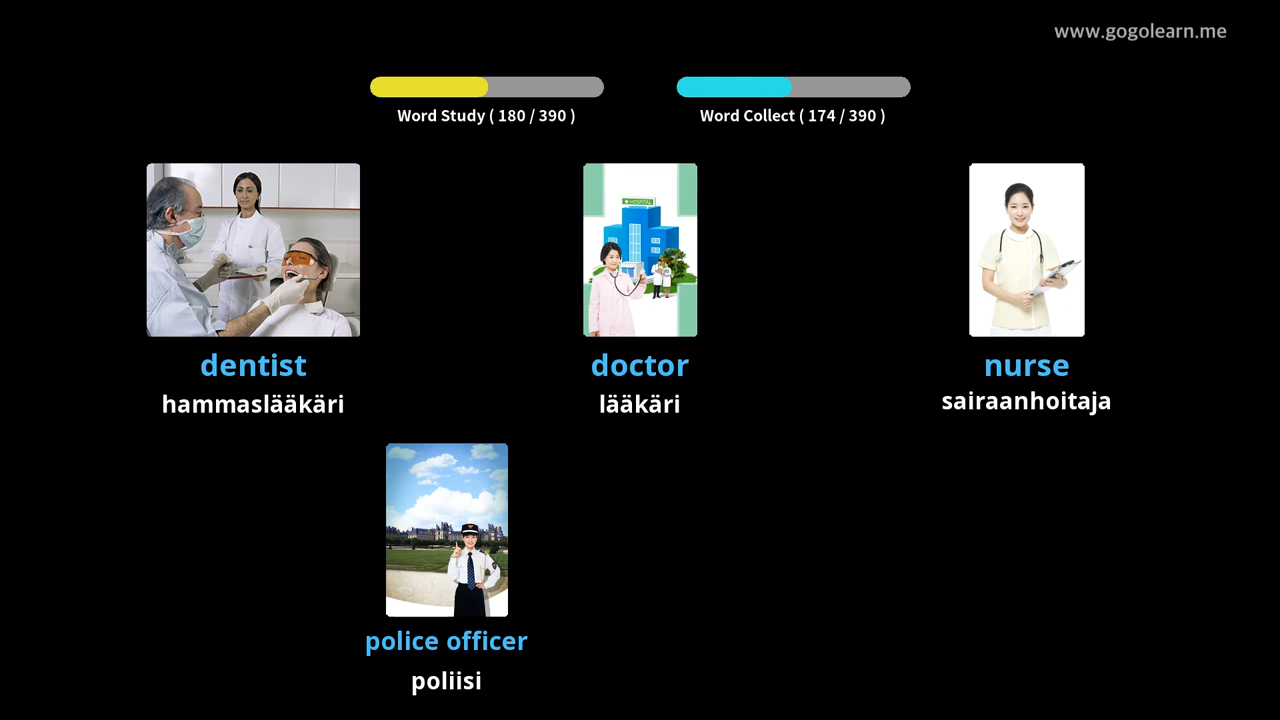 www.gogolearn.me
Word Study ( 180 / 390 )
Word Collect ( 174 / 390 )
HOSPITAL
dentist
hammaslääkäri
doctor
lääkäri
nurse
sairaanhoitaja
police officer
poliisi